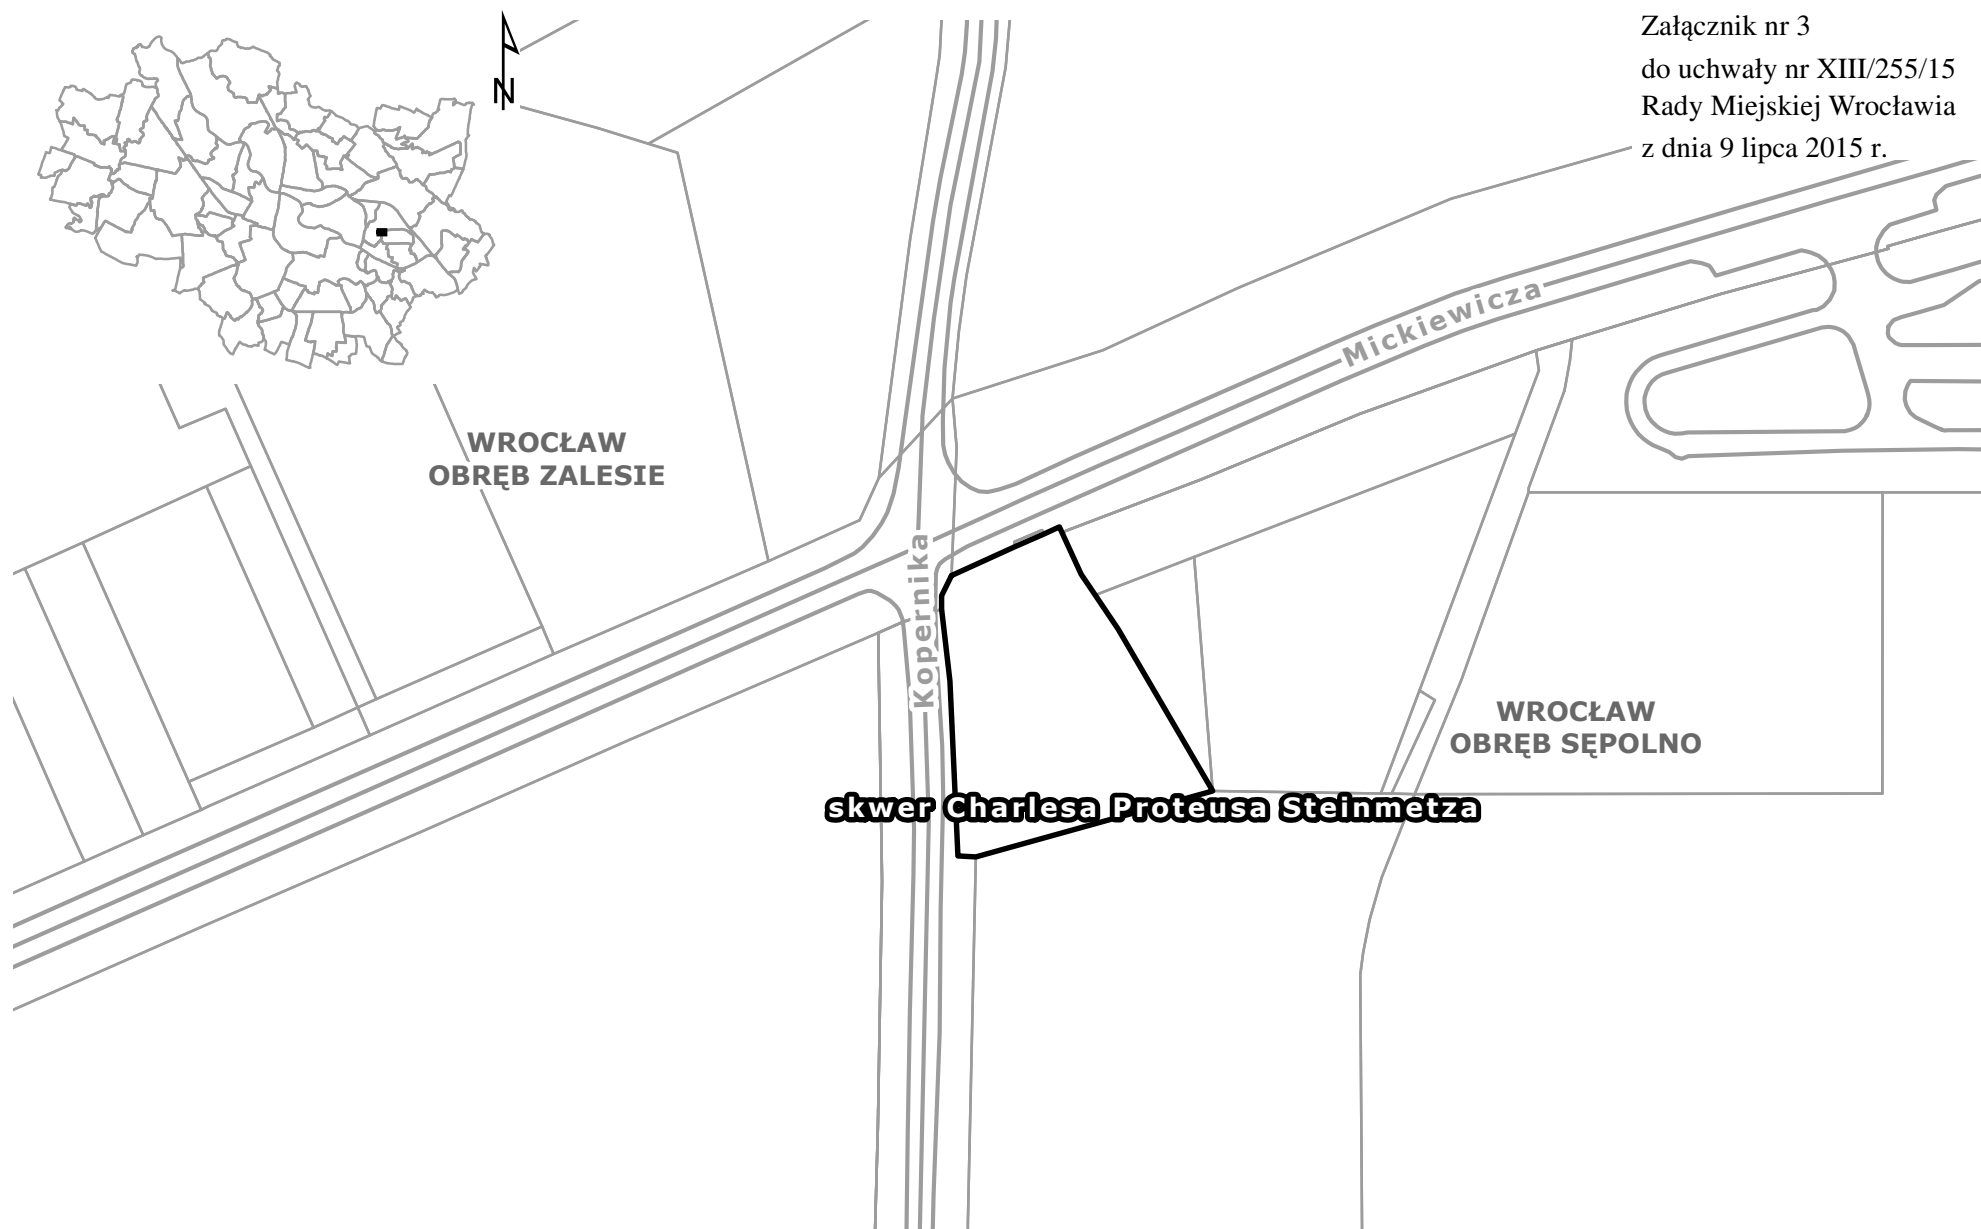 Załącznik nr 3
do uchwały nr XIII/255/15
Rady Miejskiej Wrocławia
z dnia 9 lipca 2015 r.
N
Mickiewicza
WROCŁAW
OBRĘB ZALESIE
Kopernika
WROCŁAW
OBRĘB SĘPOLNO
skwer Charlesa Proteusa Steinmetza